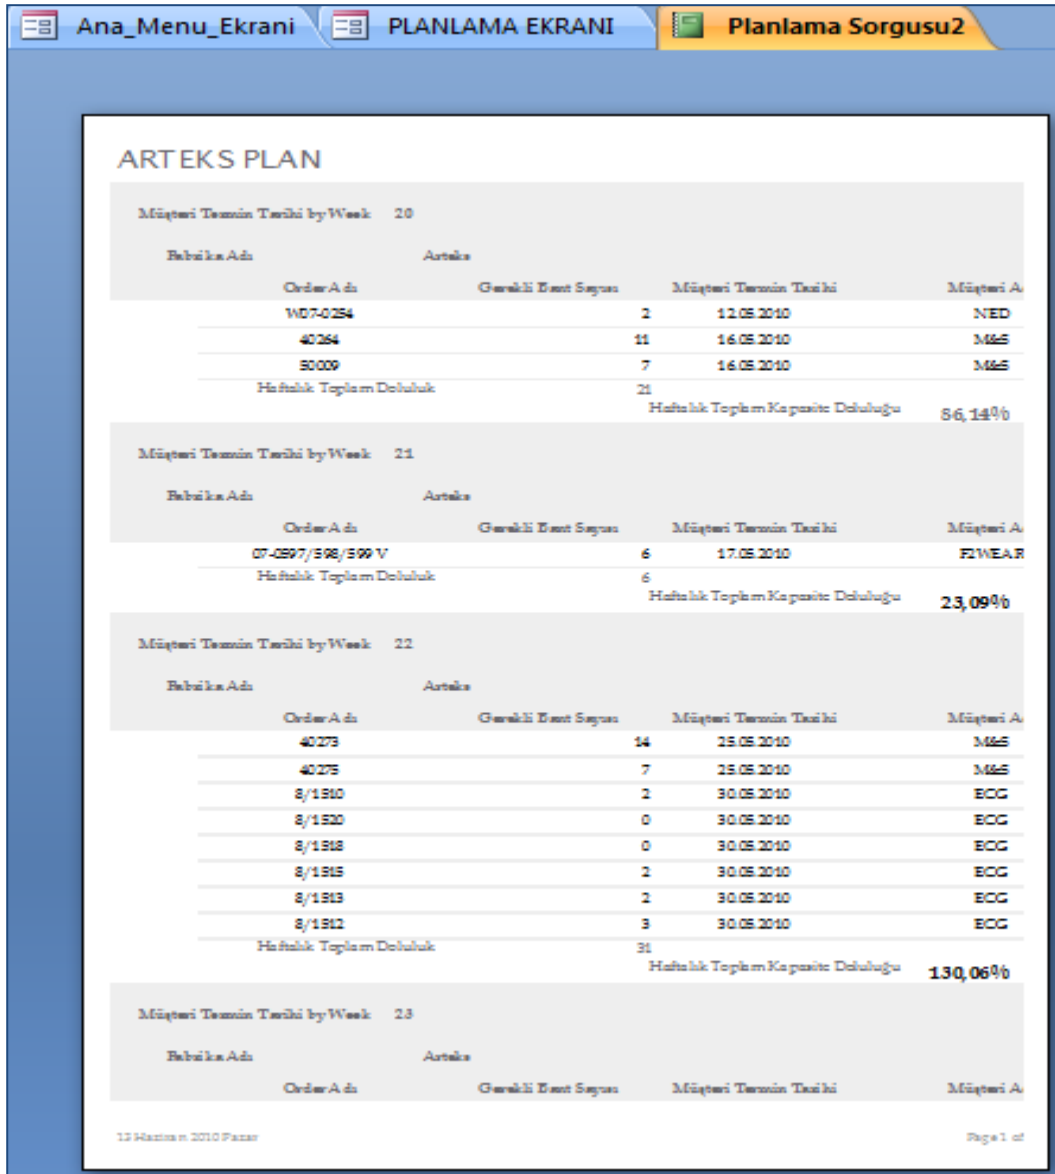 Ana_Menu_Ekrani PLANLAMA EKRANI Planlama Sorgusu2
ARTEKS PLAN
Müşteri Termin Tarihi by Week 20
Fabrika Adı Arteks
Order Adı Gerekli Bant Sayısı Müşteri Termin Tarihi Müşteri A
W07-0254 2 12.05.2010 NED
40264 11 16.05.2010 M&S
50009 7 16.05.2010 M&S
Haftalık Toplam Doluluk 21
Haftalık Toplam Kapasite Doluluğu 86,14%
Müşteri Termin Tarihi by Week 21
Fabrika Adı Arteks
Order Adı Gerekli Bant Sayısı Müşteri Termin Tarihi Müşteri A
07-0597/598/599 V 6 17.05.2010 F2WEAR
Haftalık Toplam Doluluk 6
Haftalık Toplam Kapasite Doluluğu 23,09%
Müşteri Termin Tarihi by Week 22
Fabrika Adı Arteks
Order Adı Gerekli Bant Sayısı Müşteri Termin Tarihi Müşteri A
40273 14 25.05.2010 M&S
40275 7 25.05.2010 M&S
8/1510 2 30.05.2010 ECG
8/1520 0 30.05.2010 ECG
8/1518 0 30.05.2010 ECG
8/1515 2 30.05.2010 ECG
8/1513 2 30.05.2010 ECG
8/1512 3 30.05.2010 ECG
Haftalık Toplam Doluluk 31
Haftalık Toplam Kapasite Doluluğu 130,06%
Müşteri Termin Tarihi by Week 23
Fabrika Adı Arteks
Order Adı Gerekli Bant Sayısı Müşteri Termin Tarihi Müşteri A
13 Haziran 2010 Pazar Page 1 of